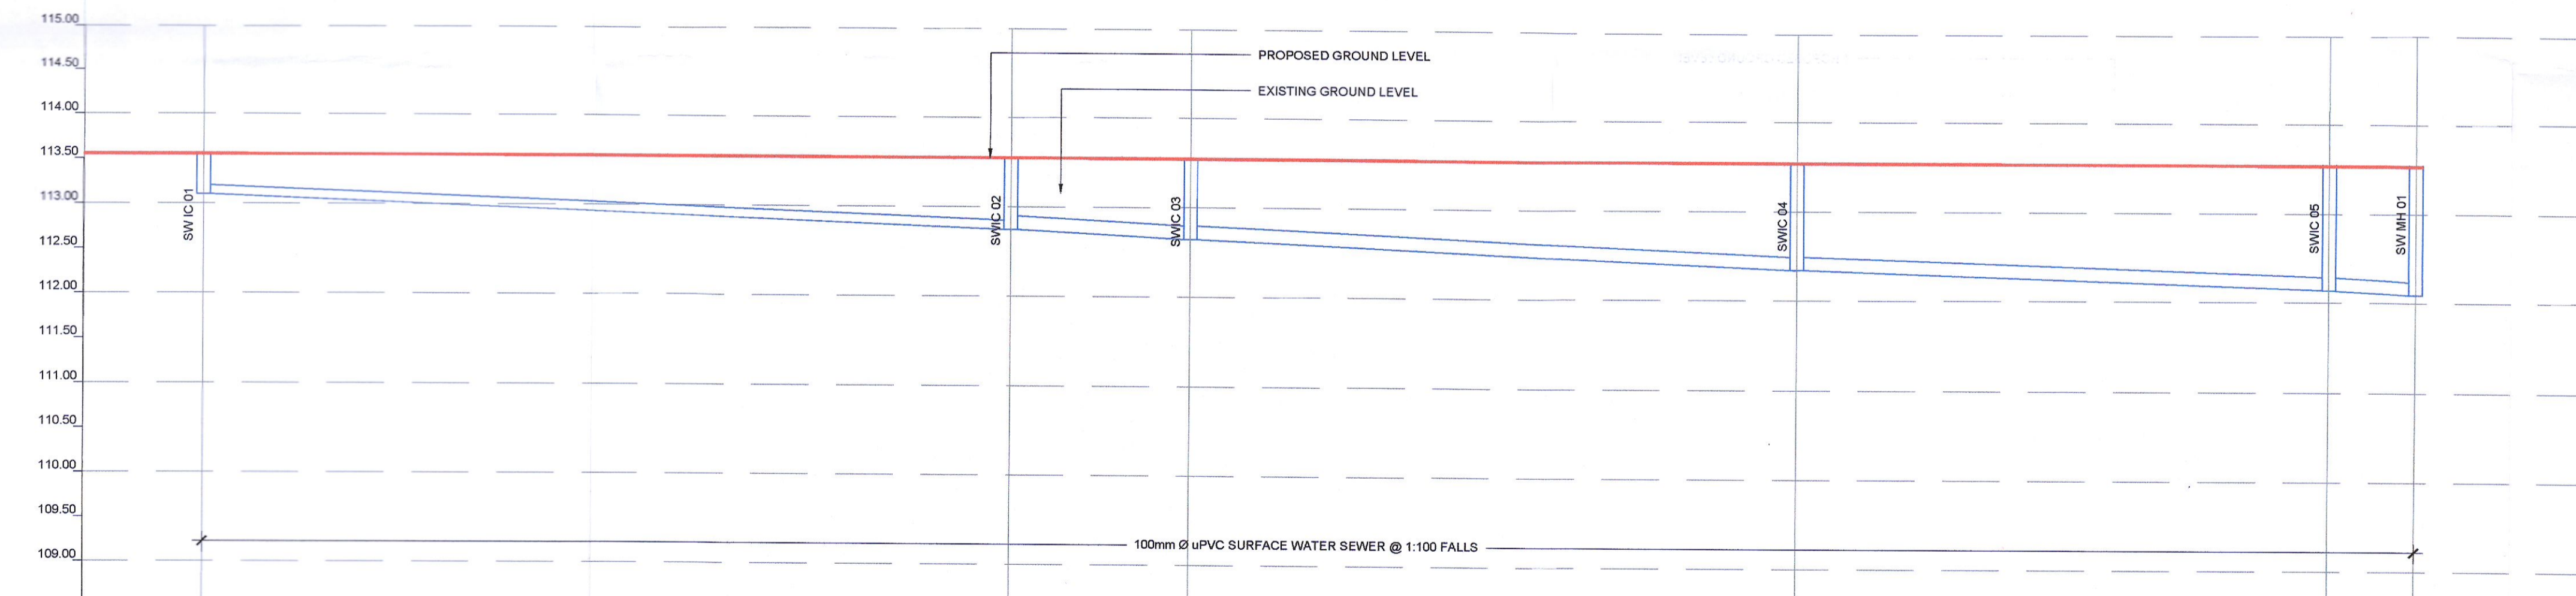 115.00
PROPOSED GROUND LEVEL
114.50
EXISTING GROUND LEVEL
114.00
113.50
113.00
SW IC 01
SWIC 02
SWIC 03
SWIC 04
SWIC 05
SW MH 01
112.50
112.00
111.50
111.00
110.50
110.00
109.50
100mm Ø uPVC SURFACE WATER SEWER @ 1:100 FALLS
109.00